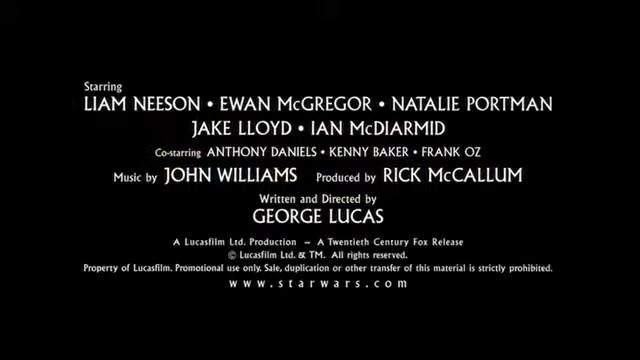 Starring
LIAM NEESON • EWAN McGREGOR • NATALIE PORTMAN
JAKE LLOYD • IAN McDIARMID
Co-starring ANTHONY DANIELS • KENNY BAKER • FRANK OZ
Music by JOHN WILLIAMS Produced by RICK McCALLUM
Written and Directed by
GEORGE LUCAS
A Lucasfilm Ltd. Production – A Twentieth Century Fox Release
© Lucasfilm Ltd. & TM. All rights reserved.
Property of Lucasfilm. Promotional use only. Sale, duplication or other transfer of this material is strictly prohibited.
www.starwars.com